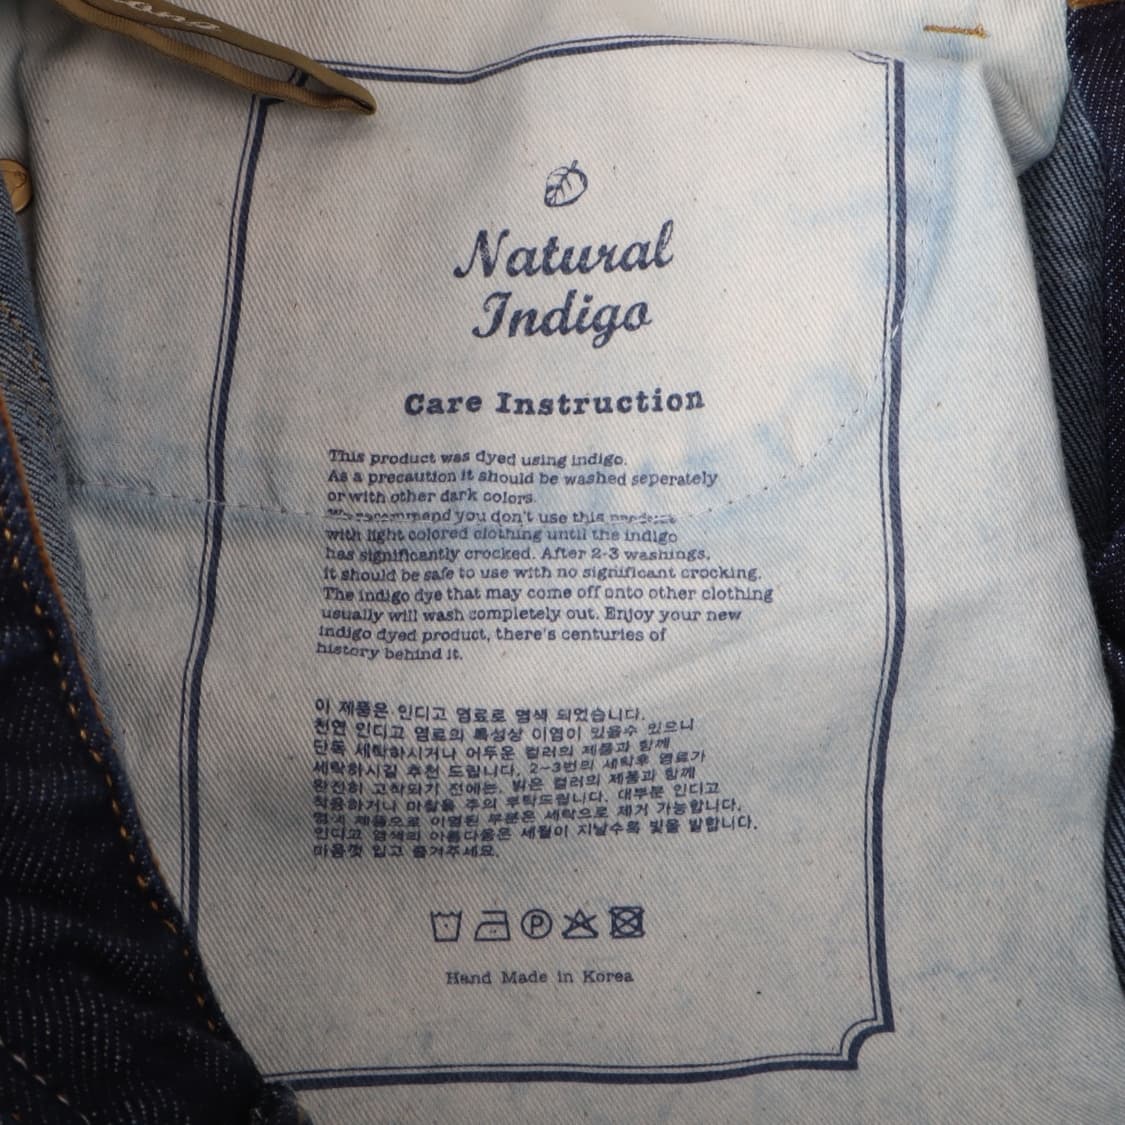 Natural
Indigo
Care Instruction
This product was dyed using indigo.
As a precaution it should be washed seperately
or with other dark colors.
We recommend you don't use this product
with light colored clothing until the indigo
has significantly crocked. After 2-3 washings,
it should be safe to use with no significant crocking.
The indigo dye that may come off onto other clothing
usually will wash completely out. Enjoy your new
indigo dyed product, there's centuries of
history behind it.
이 제품은 인디고 염료로 염색 되었습니다.
천연 인디고 염료의 특성상 이염이 있을수 있으니
단독 세탁하시거나 어두운 컬러의 제품과 함께
세탁하시길 추천 드립니다. 2~3번의 세탁후 염료가
완전히 고착되기 전에는, 밝은 컬러의 제품과 함께
착용하거나 마찰을 주의 부탁드립니다. 대부분 인디고
염색 제품으로 이염된 부분은 세탁으로 제거 가능합니다.
인디고 염색의 아름다움은 세월이 지날수록 빛을 발합니다.
마음껏 입고 즐겨주세요.
P
Hand Made in Korea